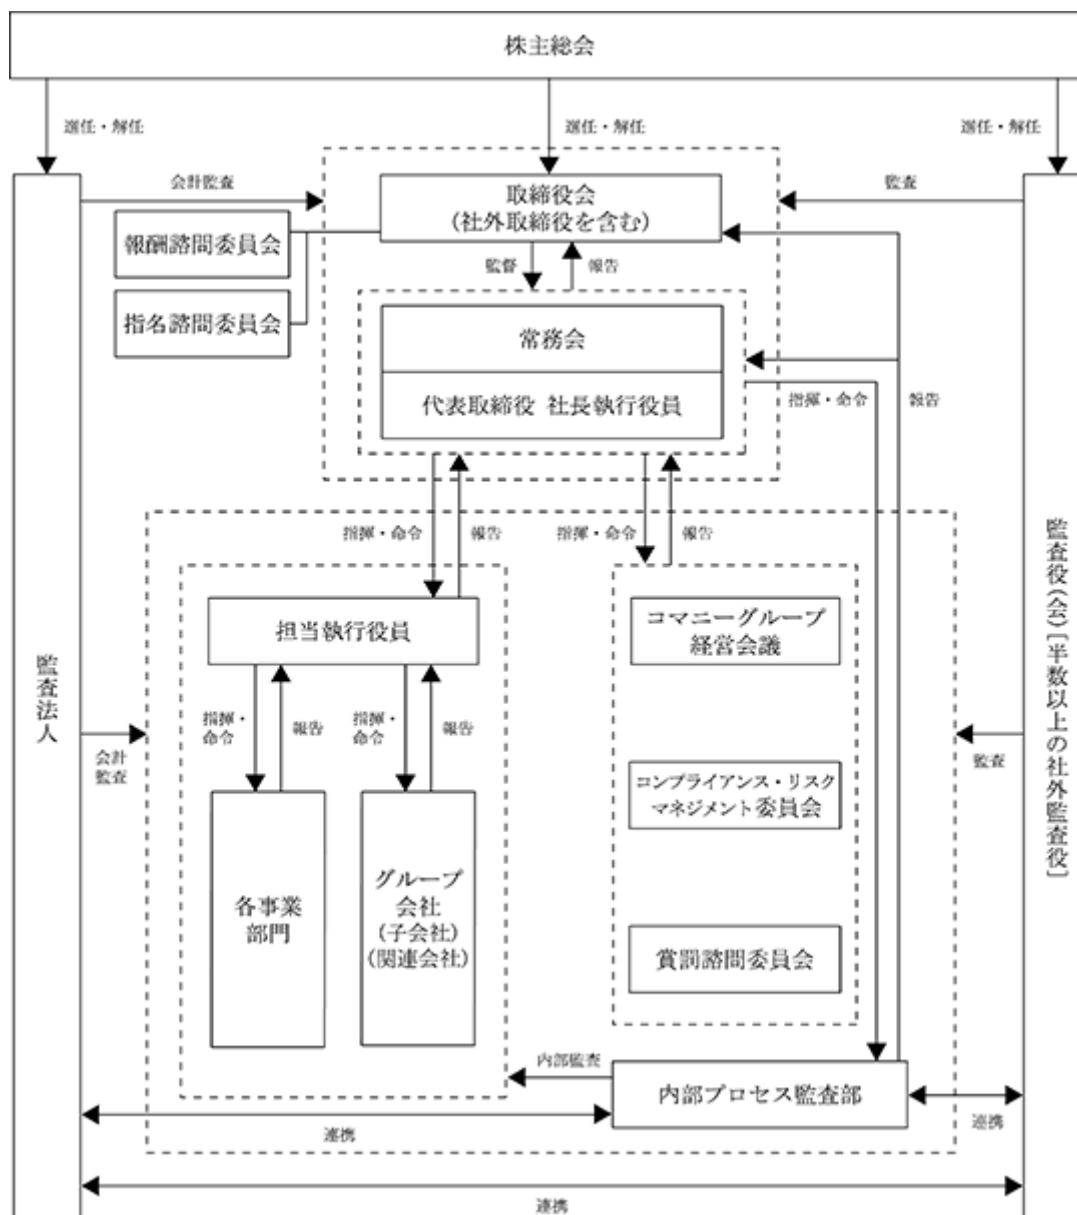 株主総会
選任・解任
選任・解任
選任・解任
会計監査
取締役会
(社外取締役を含む)
監査
報酬諮問委員会
監督
報告
指名諮問委員会
常務会
代表取締役 社長執行役員
指揮・命令
報告
指揮・命令
報告
指揮・命令
報告
担当執行役員
コマニーグループ
経営会議
監査法人
監査役(会)[半数以上の社外監査役]
指揮・
命令
報告
指揮・
命令
報告
会計
監査
監査
コンプライアンス・リスク
マネジメント委員会
各事業
部門
グループ
会社
(子会社)
(関連会社)
賞罰諮問委員会
内部監査
内部プロセス監査部
連携
連携
連携